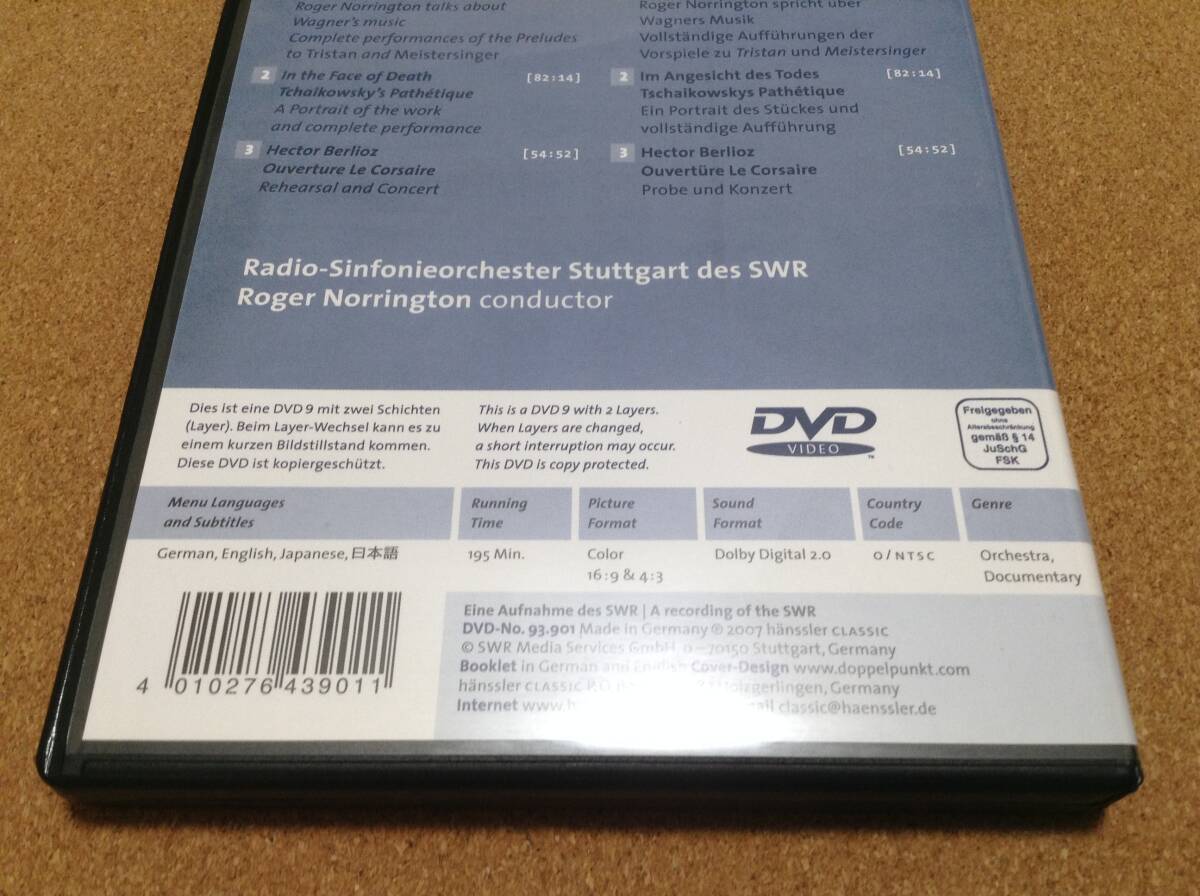 Roger Norrington talks about
Wagner's music
Complete performances of the Preludes
to Tristan and Meistersinger
2 In the Face of Death [82:14]
Tchaikowsky's Pathétique
A Portrait of the work
and complete performance
3 Hector Berlioz [54:52]
Ouverture Le Corsaire
Rehearsal and Concert
Roger Norrington spricht über
Wagners Musik
Vollständige Aufführungen der
Vorspiele zu Tristan und Meistersinger
2 Im Angesicht des Todes [82:14]
Tschaikowskys Pathétique
Ein Portrait des Stückes und
vollständige Aufführung
3 Hector Berlioz [54:52]
Ouvertüre Le Corsaire
Probe und Konzert
Radio-Sinfonieorchester Stuttgart des SWR
Roger Norrington conductor
Dies ist eine DVD 9 mit zwei Schichten
(Layer). Beim Layer-Wechsel kann es zu
einem kurzen Bildstillstand kommen.
Diese DVD ist kopiergeschützt.
This is a DVD 9 with 2 Layers.
When Layers are changed,
a short interruption may occur.
This DVD is copy protected.
DVD
VIDEO
TM
Freigegeben
ohne
Altersbeschränkung
gemäß § 14
JuSchG
FSK
Menu Languages
and Subtitles
German, English, Japanese, 日本語
Running
Time
195 Min.
Picture
Format
Color
16:9 & 4:3
Sound
Format
Dolby Digital 2.0
Country
Code
0/NTSC
Genre
Orchestra,
Documentary
4 010276 439011
Eine Aufnahme des SWR | A recording of the SWR
DVD-No. 93.901 Made in Germany ℗ 2007 hänssler CLASSIC
© SWR Media Services GmbH, 70150 Stuttgart, Germany
Booklet in German and Cover-Design www.doppelpunkt.com
hänssler CLASSIC Holzgerlingen, Germany
Internet classic@haenssler.de